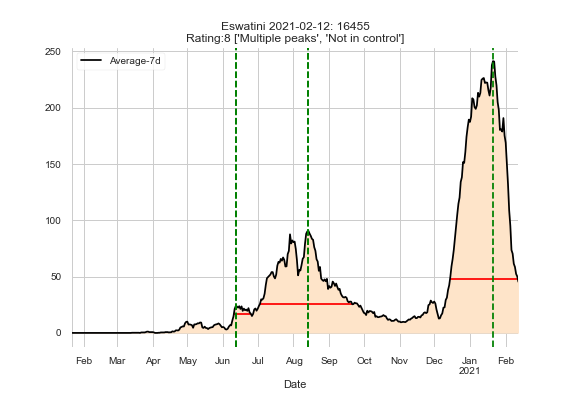 Eswatini 2021-02-12: 16455
Rating:8 ['Multiple peaks', 'Not in control']
Average-7d
250
200
150
100
50
0
Feb Mar Apr May Jun Jul Aug Sep Oct Nov Dec Jan Feb
2021
Date